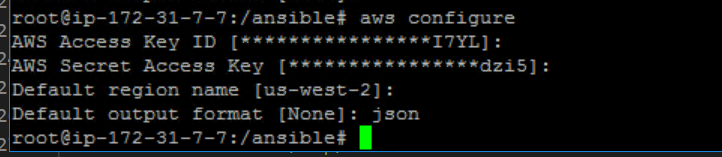 root@ip-172-31-7-7:/ansible# aws configure
AWS Access Key ID [****************I7YL]:
AWS Secret Access Key [****************dzi5]:
Default region name [us-west-2]:
Default output format [None]: json
root@ip-172-31-7-7:/ansible#